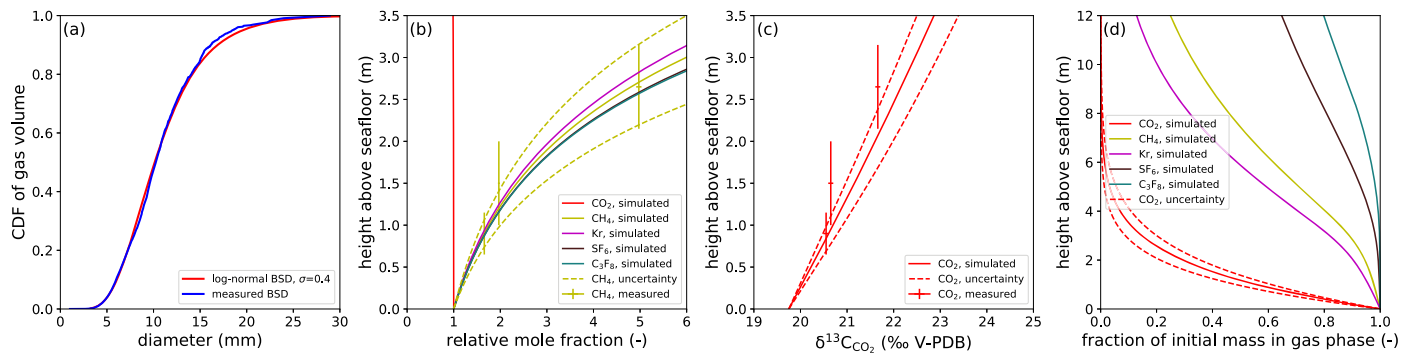 (a)
CDF of gas volume
1.0
0.8
0.6
0.4
0.2
0.0
log-normal BSD, σ=0.4
measured BSD
0 5 10 15 20 25 30
diameter (mm)
(b)
height above seafloor (m)
3.5
3.0
2.5
2.0
1.5
1.0
0.5
0.0
CO₂, simulated
CH₄, simulated
Kr, simulated
SF₆, simulated
C₃F₈, simulated
CH₄, uncertainty
CH₄, measured
0 1 2 3 4 5 6
relative mole fraction (-)
(c)
height above seafloor (m)
3.5
3.0
2.5
2.0
1.5
1.0
0.5
0.0
CO₂, simulated
CO₂, uncertainty
CO₂, measured
19 20 21 22 23 24 25
δ¹³C_CO₂ (‰ V-PDB)
(d)
height above seafloor (m)
12
10
8
6
4
2
0
CO₂, simulated
CH₄, simulated
Kr, simulated
SF₆, simulated
C₃F₈, simulated
CO₂, uncertainty
0.0 0.2 0.4 0.6 0.8 1.0
fraction of initial mass in gas phase (-)